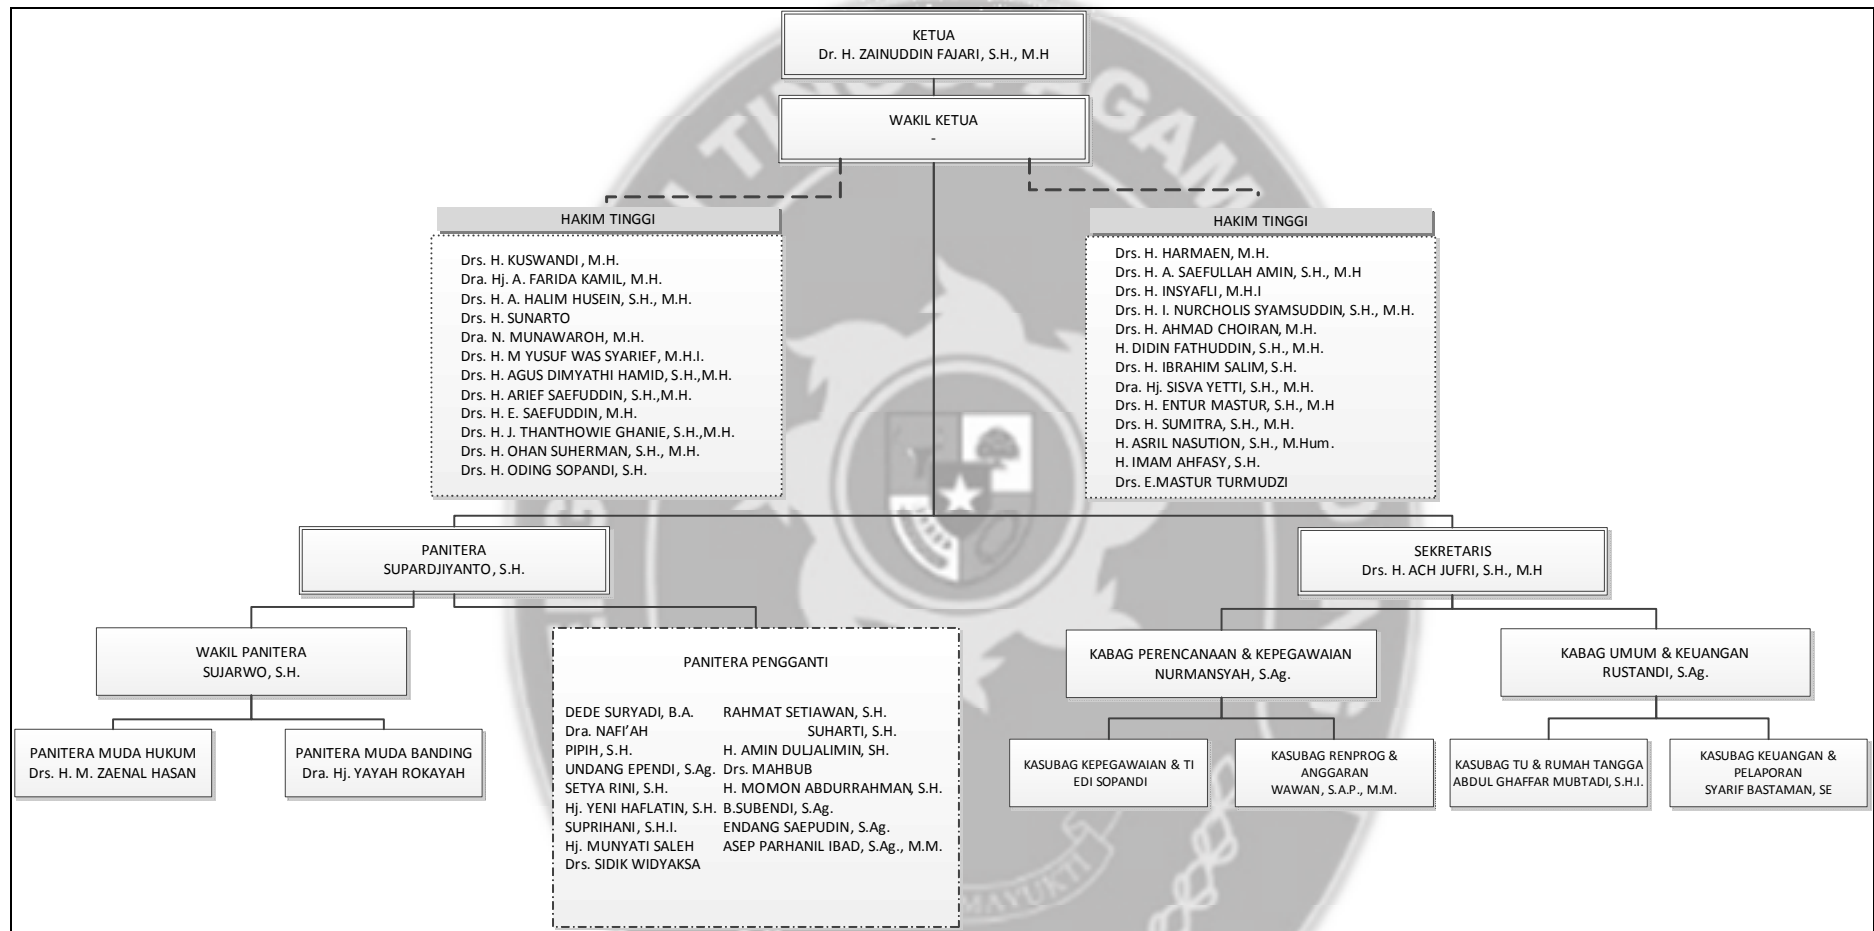 KETUA
Dr. H. ZAINUDDIN FAJARI, S.H., M.H
WAKIL KETUA
-
HAKIM TINGGI
Drs. H. KUSWANDI, M.H.
Dra. Hj. A. FARIDA KAMIL, M.H.
Drs. H. A. HALIM HUSEIN, S.H., M.H.
Drs. H. SUNARTO
Dra. N. MUNAWAROH, M.H.
Drs. H. M YUSUF WAS SYARIEF, M.H.I.
Drs. H. AGUS DIMYATHI HAMID, S.H.,M.H.
Drs. H. ARIEF SAEFUDDIN, S.H.,M.H.
Drs. H. E. SAEFUDDIN, M.H.
Drs. H. J. THANTHOWIE GHANIE, S.H.,M.H.
Drs. H. OHAN SUHERMAN, S.H., M.H.
Drs. H. ODING SOPANDI, S.H.
HAKIM TINGGI
Drs. H. HARMAEN, M.H.
Drs. H. A. SAEFULLAH AMIN, S.H., M.H
Drs. H. INSYAFLI, M.H.I
Drs. H. I. NURCHOLIS SYAMSUDDIN, S.H., M.H.
Drs. H. AHMAD CHOIRAN, M.H.
H. DIDIN FATHUDDIN, S.H., M.H.
Drs. H. IBRAHIM SALIM, S.H.
Dra. Hj. SISVA YETTI, S.H., M.H.
Drs. H. ENTUR MASTUR, S.H., M.H
Drs. H. SUMITRA, S.H., M.H.
H. ASRIL NASUTION, S.H., M.Hum.
H. IMAM AHFASY, S.H.
Drs. E.MASTUR TURMUDZI
PANITERA
SUPARDJIYANTO, S.H.
SEKRETARIS
Drs. H. ACH JUFRI, S.H., M.H
WAKIL PANITERA
SUJARWO, S.H.
PANITERA MUDA HUKUM
Drs. H. M. ZAENAL HASAN
PANITERA MUDA BANDING
Dra. Hj. YAYAH ROKAYAH
PANITERA PENGGANTI
DEDE SURYADI, B.A. RAHMAT SETIAWAN, S.H.
Dra. NAFI’AH SUHARTI, S.H.
PIPIH, S.H. H. AMIN DULJALIMIN, SH.
UNDANG EPENDI, S.Ag. Drs. MAHBUB
SETYA RINI, S.H. H. MOMON ABDURRAHMAN, S.H.
Hj. YENI HAFLATIN, S.H. B.SUBENDI, S.Ag.
SUPRIHANI, S.H.I. ENDANG SAEPUDIN, S.Ag.
Hj. MUNYATI SALEH ASEP PARHANIL IBAD, S.Ag., M.M.
Drs. SIDIK WIDYAKSA
KABAG PERENCANAAN & KEPEGAWAIAN
NURMANSYAH, S.Ag.
KABAG UMUM & KEUANGAN
RUSTANDI, S.Ag.
KASUBAG KEPEGAWAIAN & TI
EDI SOPANDI
KASUBAG RENPROG &
ANGGARAN
WAWAN, S.A.P., M.M.
KASUBAG TU & RUMAH TANGGA
ABDUL GHAFFAR MUBTADI, S.H.I.
KASUBAG KEUANGAN &
PELAPORAN
SYARIF BASTAMAN, SE